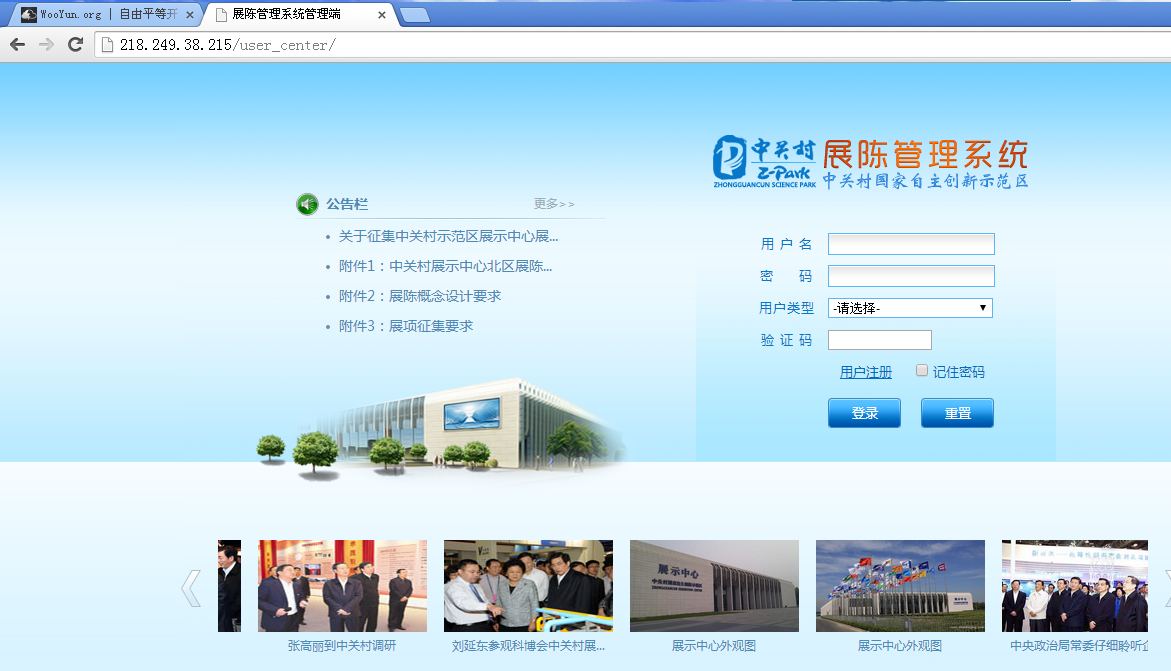 WooYun.org | 自由平等开
展陈管理系统管理端
218.249.38.215/user_center/
中关村
Z-Park
ZHONGGUANCUN SCIENCE PARK
展陈管理系统
中关村国家自主创新示范区
公告栏
更多>>
• 关于征集中关村示范区展示中心展...
• 附件1：中关村展示中心北区展陈...
• 附件2：展陈概念设计要求
• 附件3：展项征集要求
用户名
密 码
用户类型 -请选择-
验证码
用户注册 记住密码
登录 重置
展示中心
张高丽到中关村调研
刘延东参观科博会中关村展...
展示中心外观图
展示中心外观图
中央政治局常委仔细聆听企